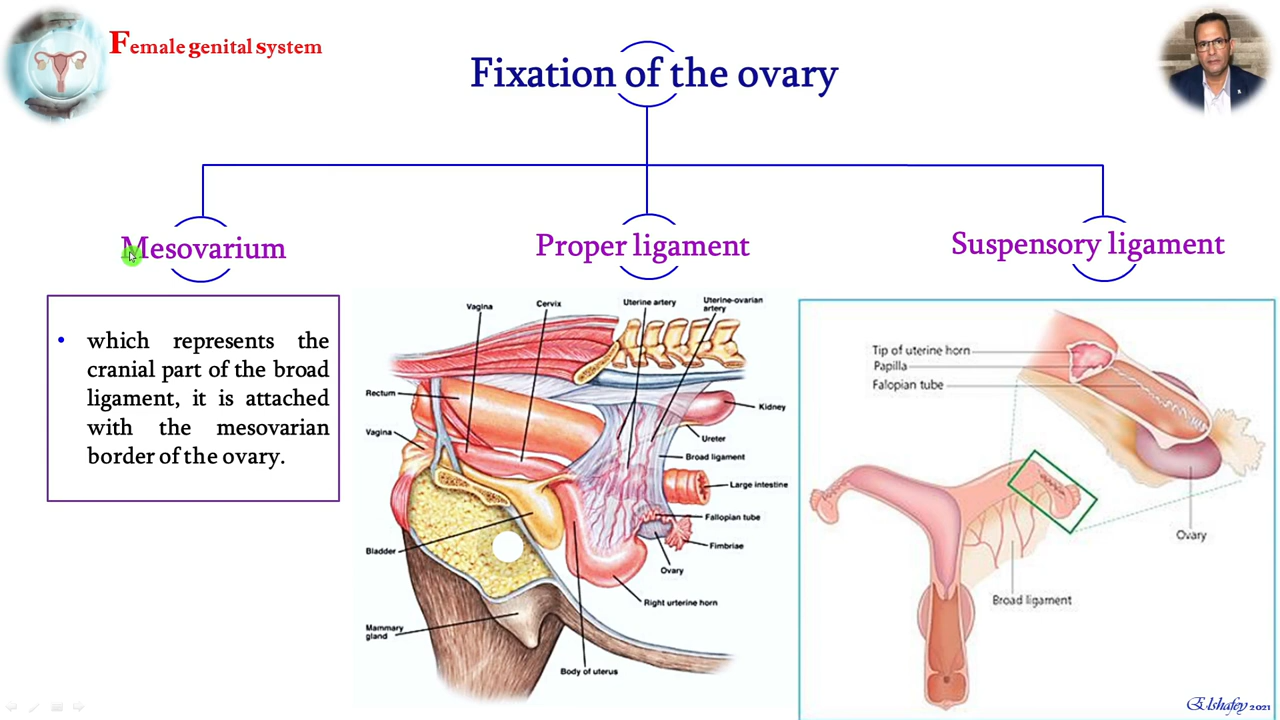 Female genital system
Fixation of the ovary
Mesovarium
Proper ligament
Suspensory ligament
• which represents the
cranial part of the broad
ligament, it is attached
with the mesovarian
border of the ovary.
Vagina
Cervix
Uterine artery
Uterine-ovarian
artery
Rectum
Vagina
Kidney
Ureter
Broad ligament
Large intestine
Fallopian tube
Fimbriae
Ovary
Bladder
Right urterine horn
Mammary
gland
Body of uterus
Tip of uterine horn
Papilla
Falopian tube
Ovary
Broad ligament
Elshafey 2021